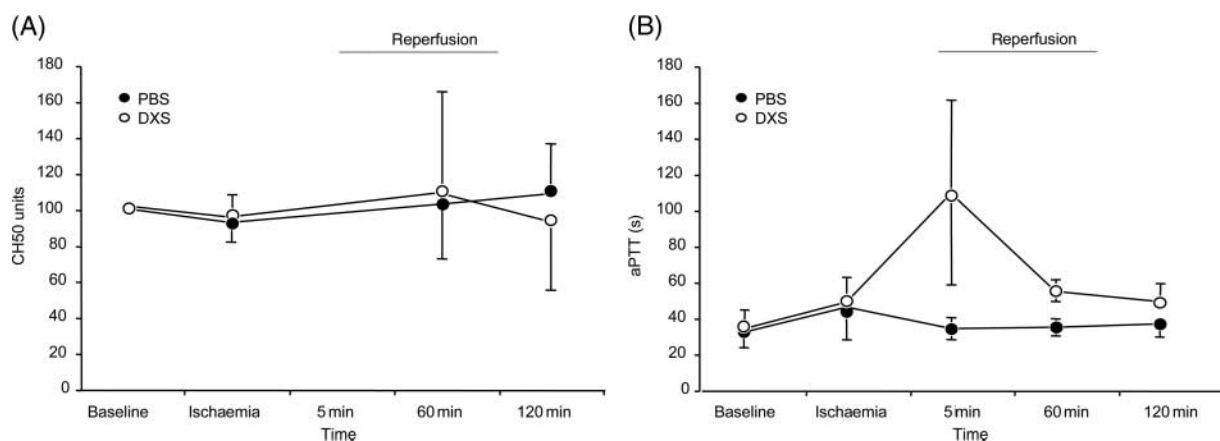 (A)
Reperfusion
180
160
140
120
100
80
60
40
20
0
CH50 units
PBS
DXS
Baseline Ischaemia 5 min 60 min 120 min
Time
(B)
Reperfusion
180
160
140
120
100
80
60
40
20
0
aPTT (s)
PBS
DXS
Baseline Ischaemia 5 min 60 min 120 min
Time